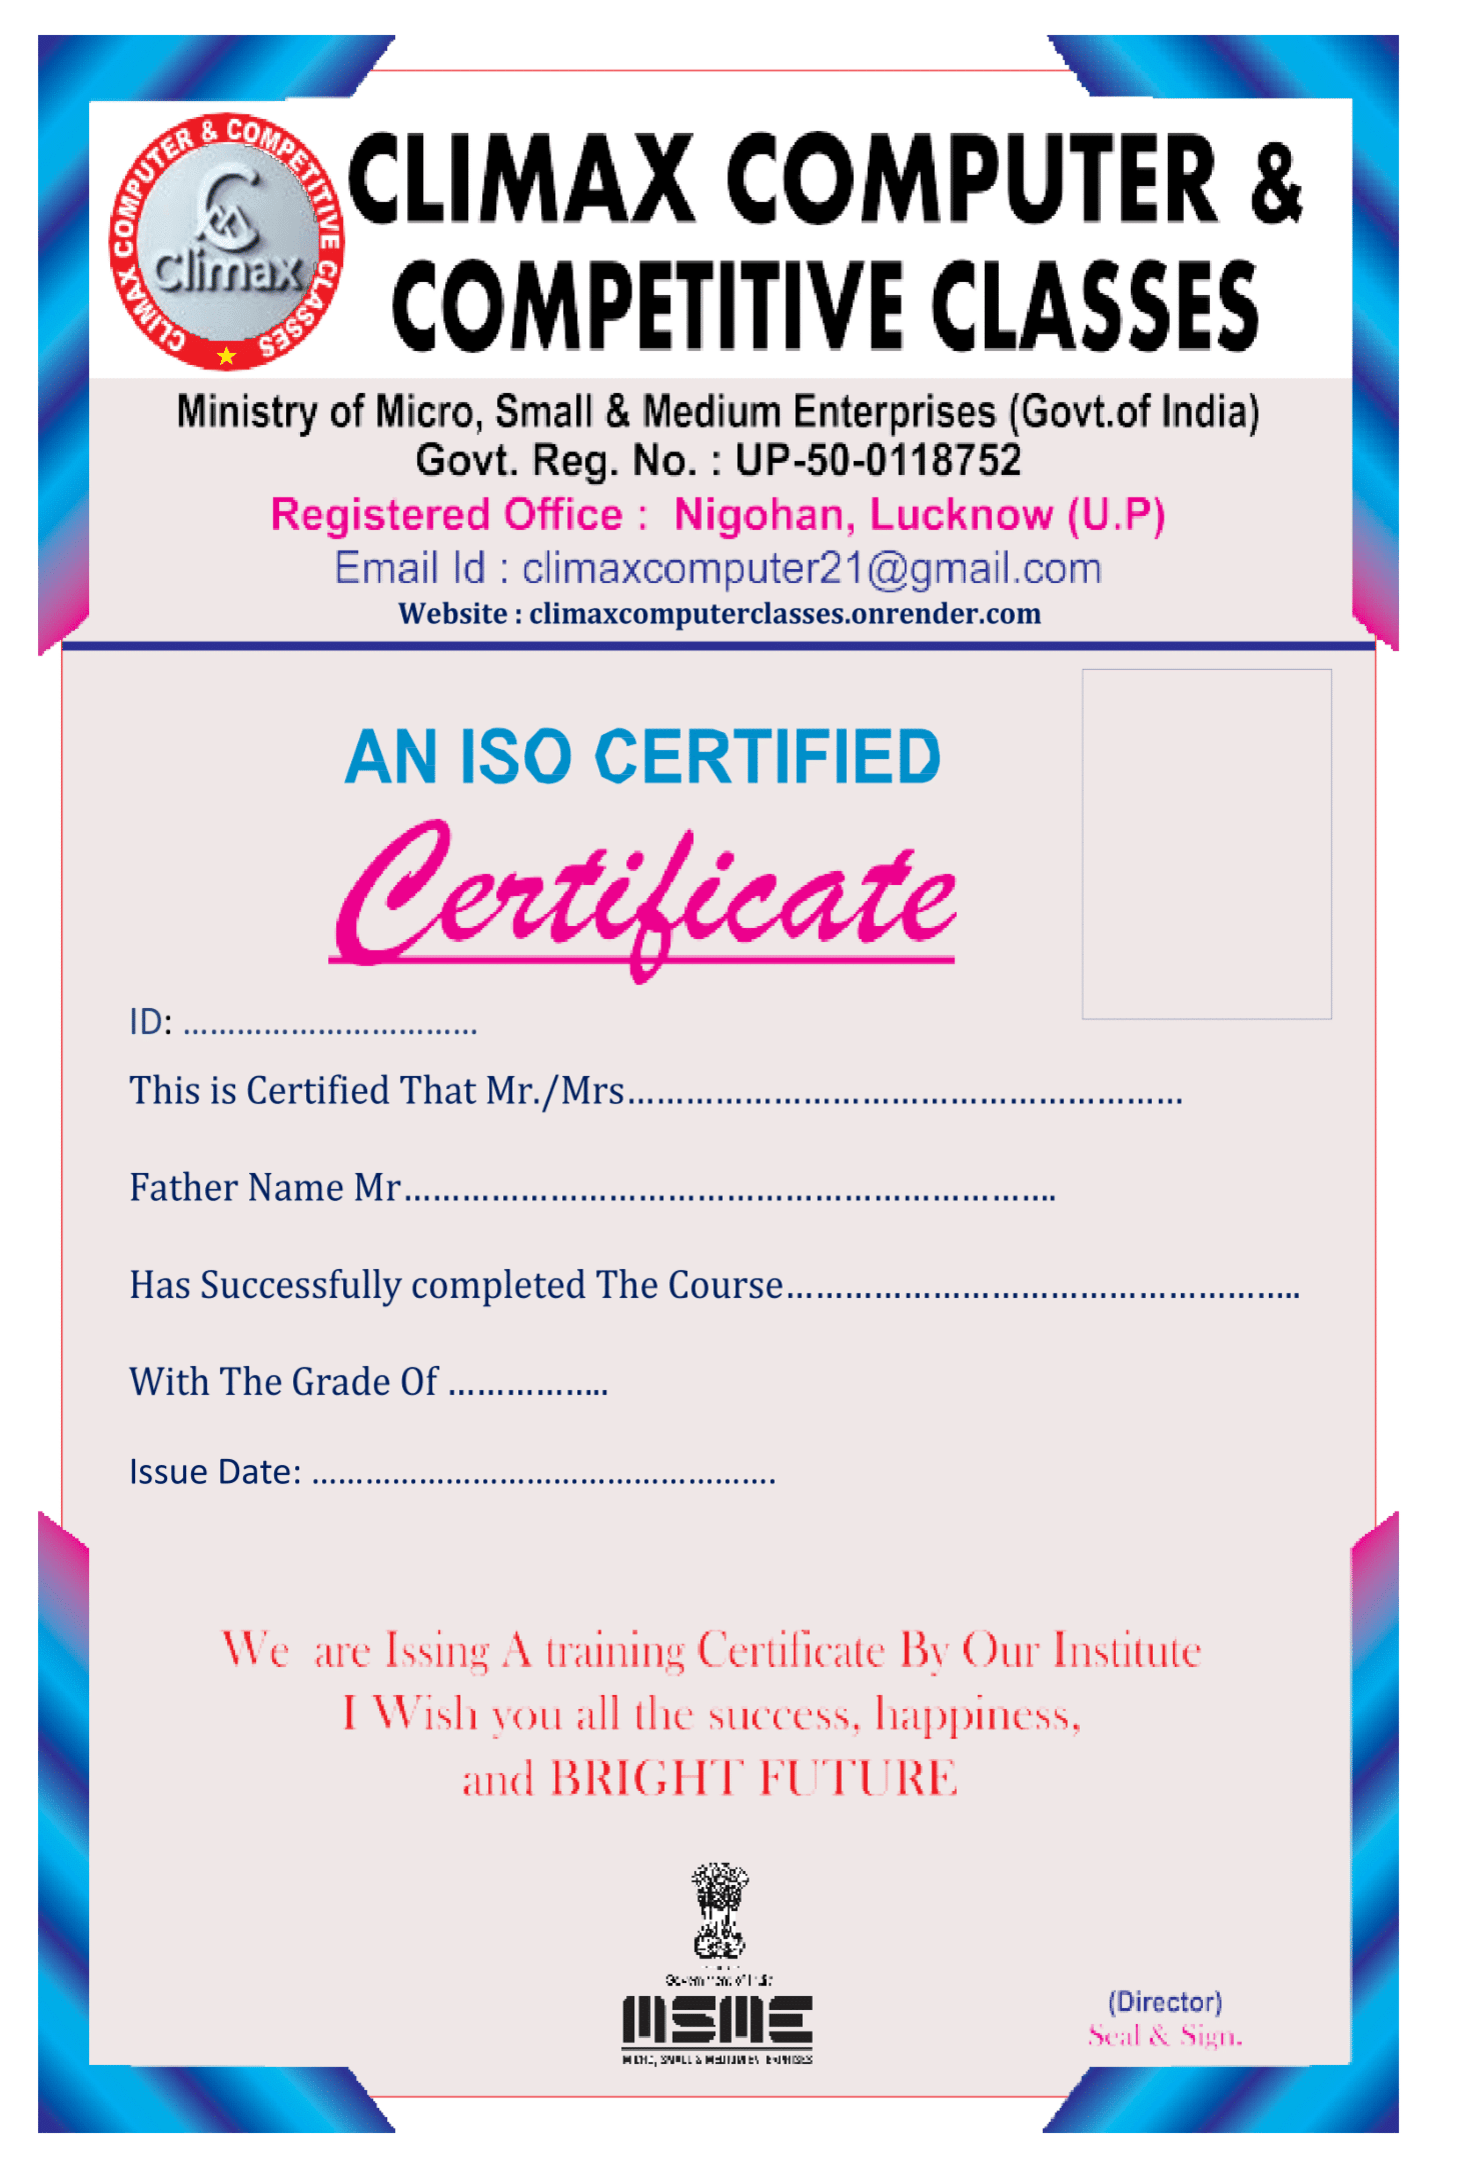 CLIMAX COMPUTER & COMPETITIVE CLASSES
Climax
CLIMAX COMPUTER &
COMPETITIVE CLASSES
Ministry of Micro, Small & Medium Enterprises (Govt.of India)
Govt. Reg. No. : UP-50-0118752
Registered Office : Nigohan, Lucknow (U.P)
Email Id : climaxcomputer21@gmail.com
Website : climaxcomputerclasses.onrender.com
AN ISO CERTIFIED
Certificate
ID: ……………………………
This is Certified That Mr./Mrs…………………………………………………
Father Name Mr………………………………………………………….
Has Successfully completed The Course……………………………………………..
With The Grade Of ……………..
Issue Date: …………………………………………….
We are Issing A training Certificate By Our Institute
I Wish you all the success, happiness,
and BRIGHT FUTURE
Government of India
MSME
MICRO, SMALL & MEDIUM ENTERPRISES
(Director)
Seal & Sign.